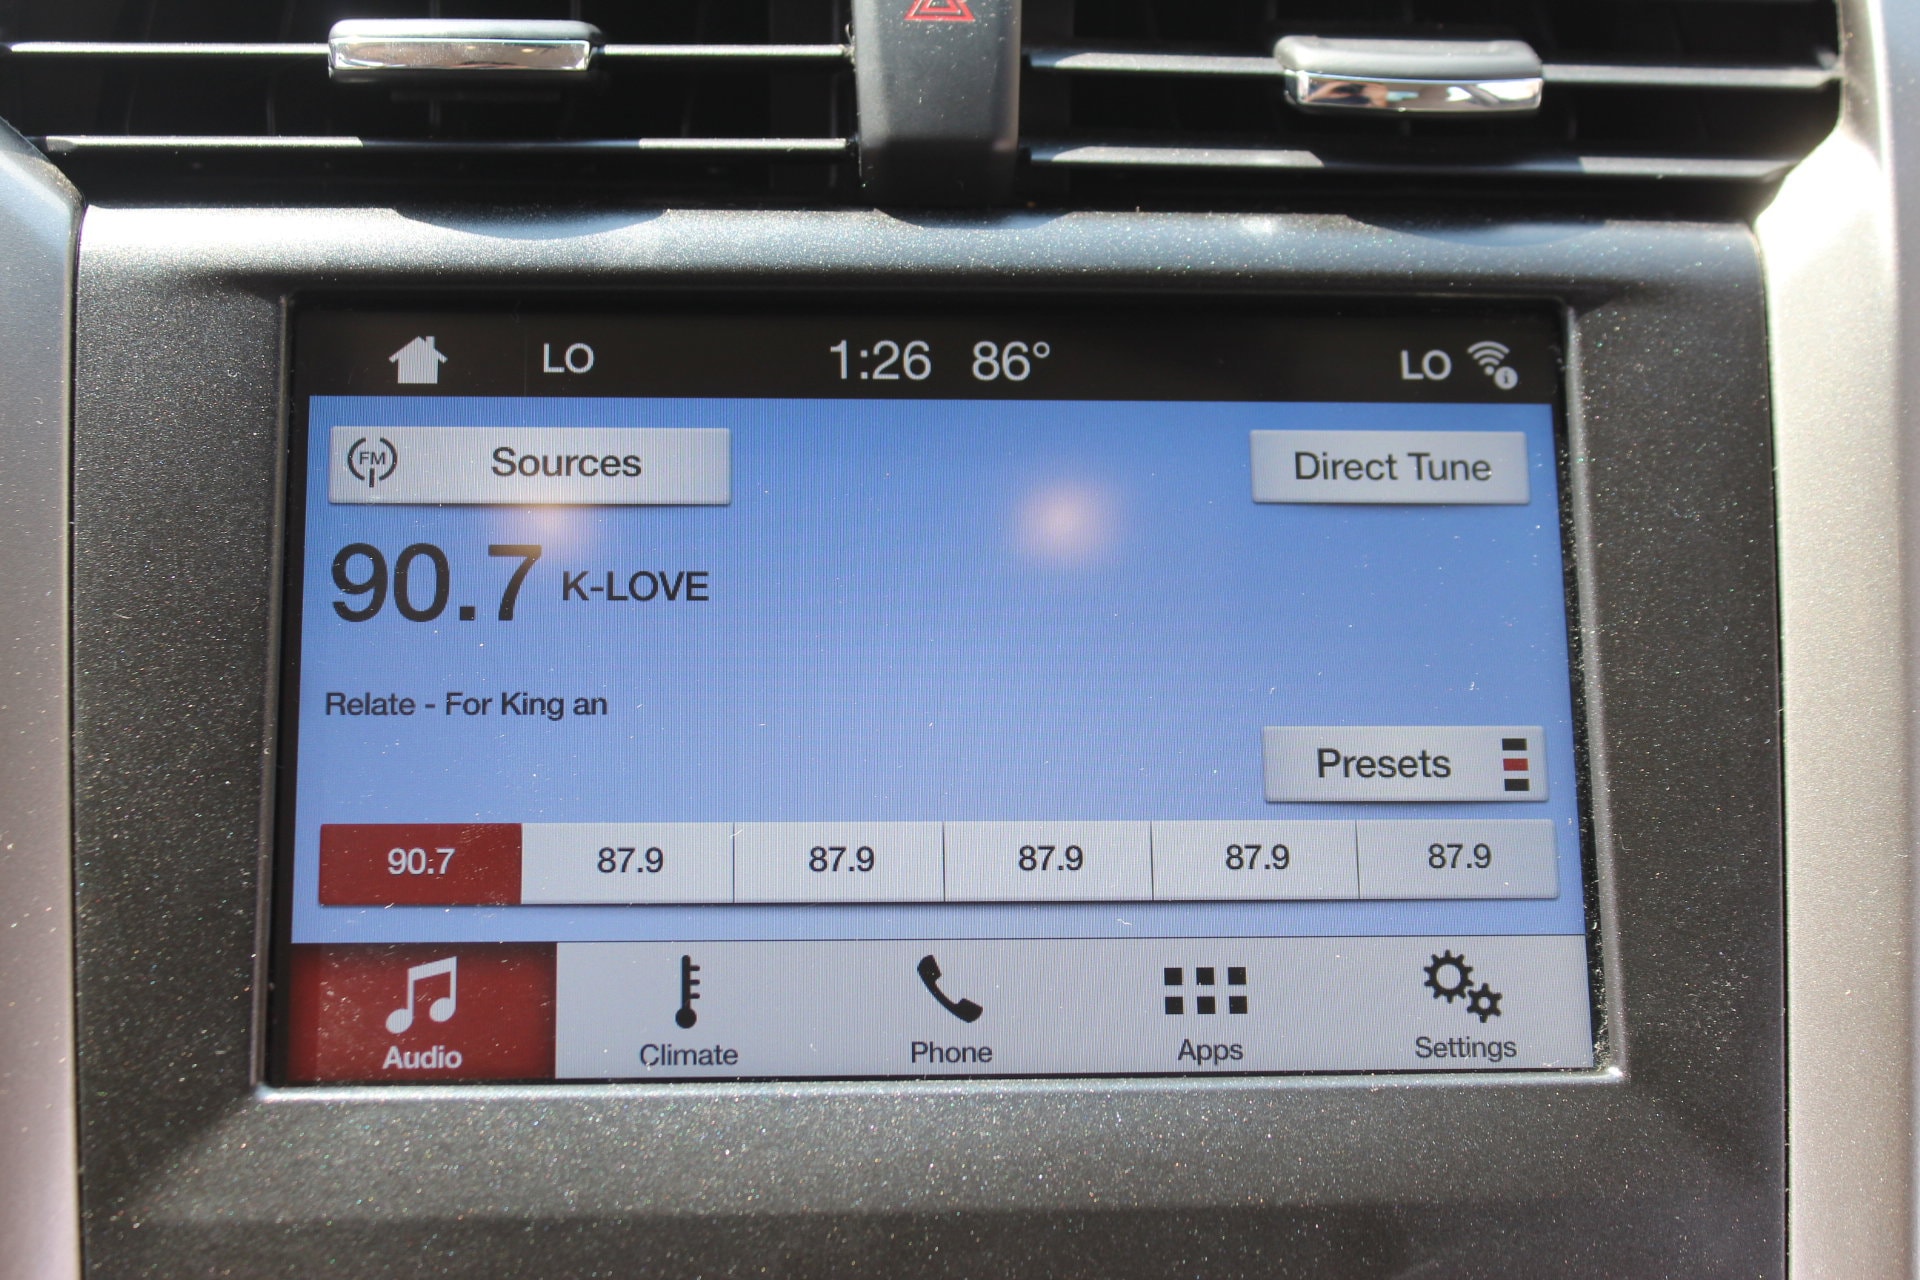 LO 1:26 86° LO
FM Sources Direct Tune
90.7 K-LOVE
Relate - For King an
Presets
90.7 87.9 87.9 87.9 87.9 87.9
Audio Climate Phone Apps Settings